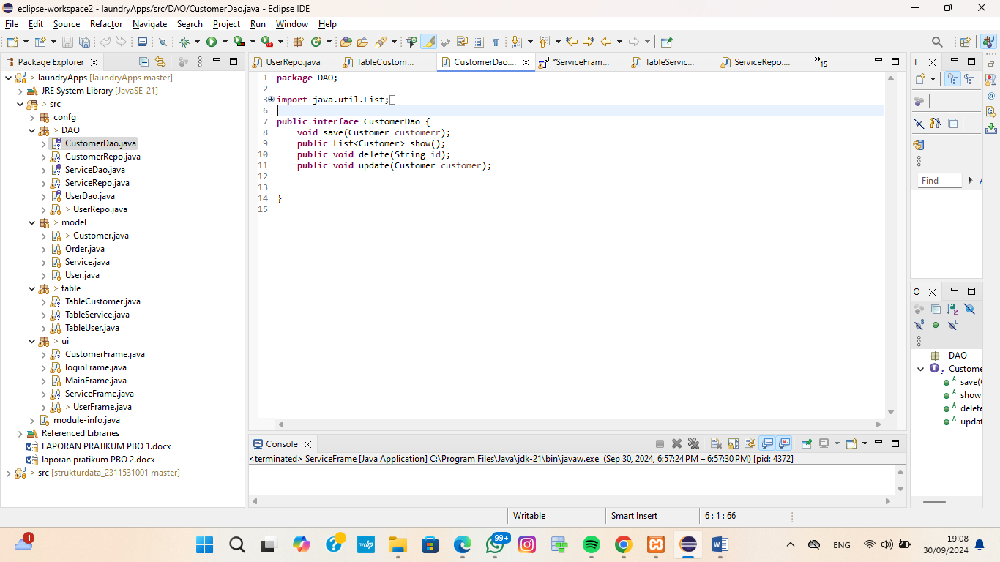 eclipse-workspace2 - laundryApps/src/DAO/CustomerDao.java - Eclipse IDE
File Edit Source Refactor Navigate Search Project Run Window Help
Package Explorer
> laundryApps [laundryApps master]
JRE System Library [JavaSE-21]
> src
confg
> DAO
CustomerDao.java
CustomerRepo.java
ServiceDao.java
ServiceRepo.java
UserDao.java
> UserRepo.java
> model
> Customer.java
Order.java
Service.java
User.java
> table
TableCustomer.java
TableService.java
TableUser.java
> ui
CustomerFrame.java
loginFrame.java
MainFrame.java
ServiceFrame.java
> UserFrame.java
module-info.java
Referenced Libraries
LAPORAN PRATIKUM PBO 1.docx
laporan pratikum PBO 2.docx
> src [strukturdata_2311531001 master]
UserRepo.java TableCustom... CustomerDao.... *ServiceFram... TableServic... ServiceRepo.... »15
1 package DAO;
2
3 import java.util.List;
6
7 public interface CustomerDao {
8 void save(Customer customerr);
9 public List<Customer> show();
10 public void delete(String id);
11 public void update(Customer customer);
12
13
14 }
15
Console
<terminated> ServiceFrame [Java Application] C:\Program Files\Java\jdk-21\bin\javaw.exe (Sep 30, 2024, 6:57:24 PM – 6:57:30 PM) [pid: 4372]
T
Find
O
DAO
Custome
save(C
show(
delete
updat
Writable Smart Insert 6 : 1 : 66
1
myhp
99+
ENG
19:08
30/09/2024